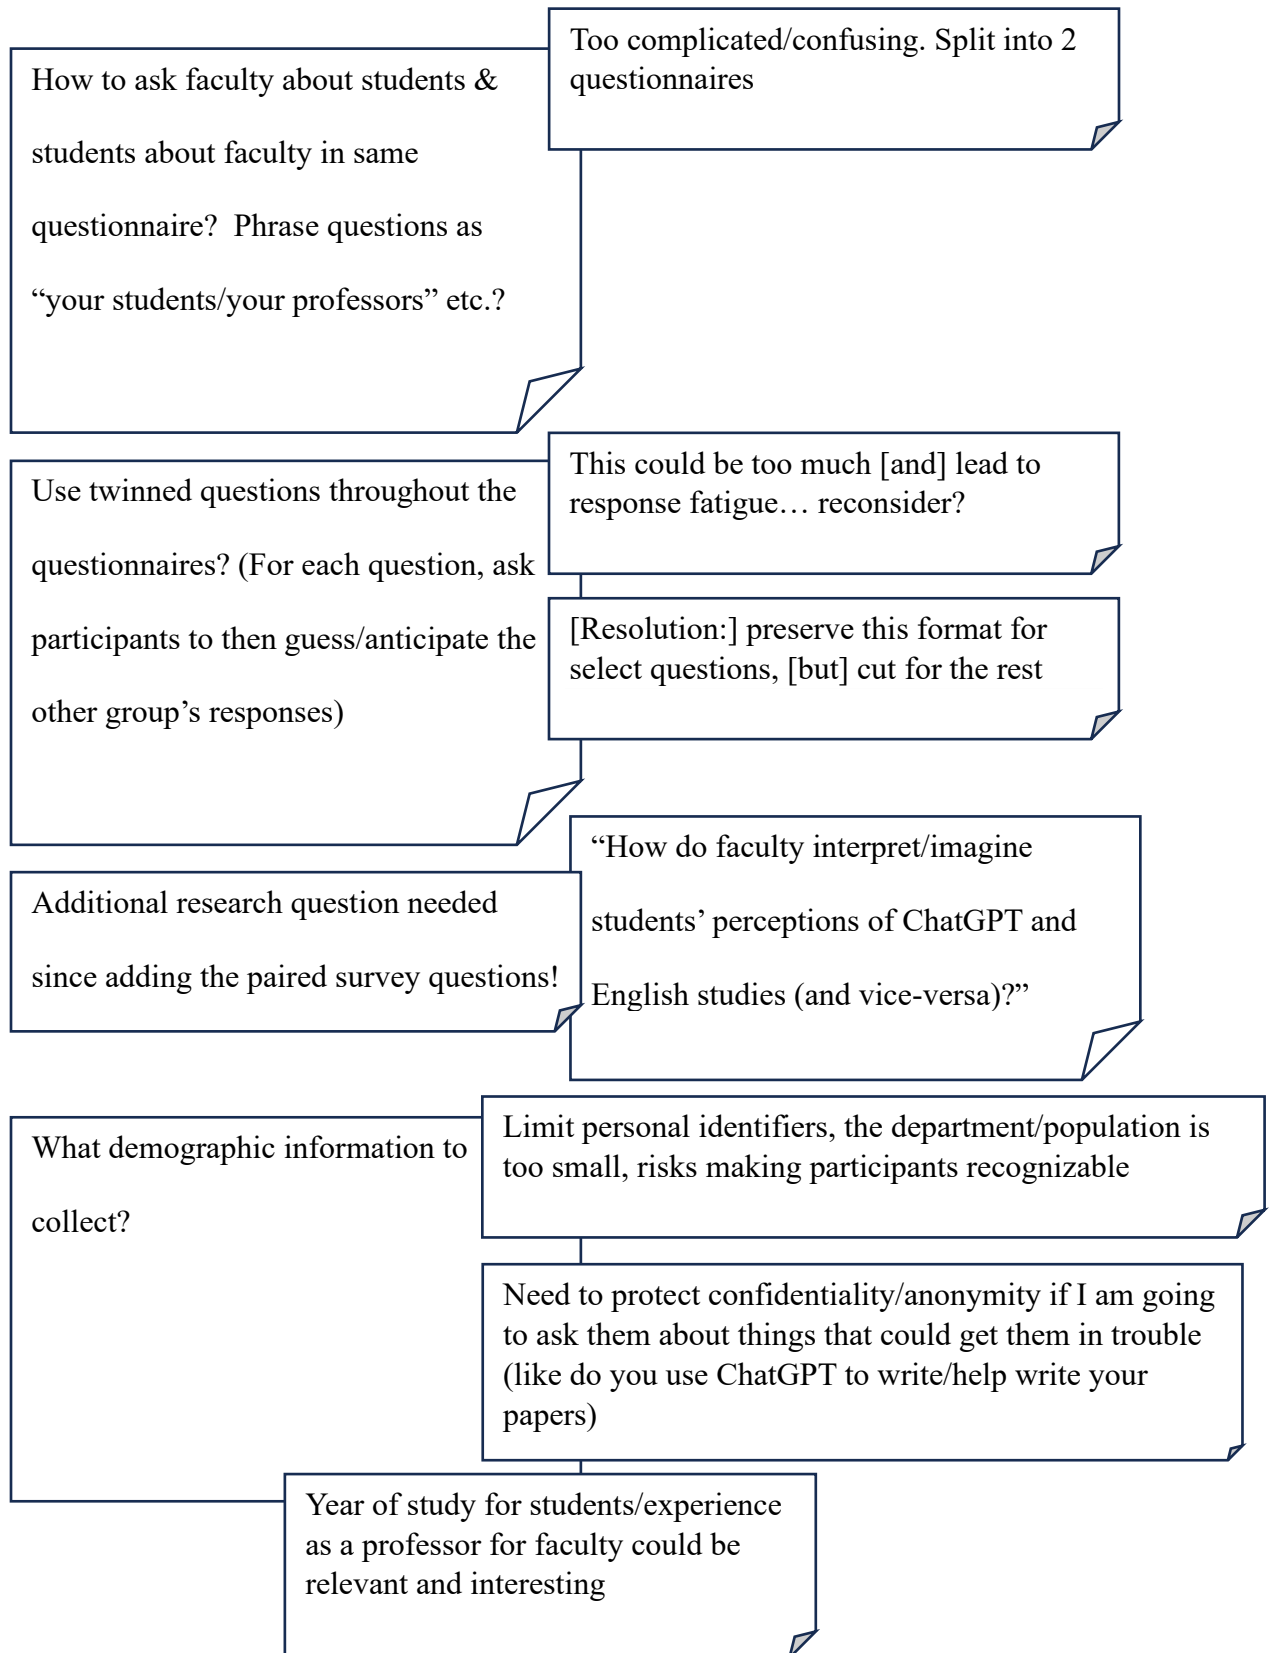 How to ask faculty about students &
students about faculty in same
questionnaire?  Phrase questions as
“your students/your professors” etc.?
Too complicated/confusing. Split into 2
questionnaires
Use twinned questions throughout the
questionnaires? (For each question, ask
participants to then guess/anticipate the
other group’s responses)
This could be too much [and] lead to
response fatigue… reconsider?
[Resolution:] preserve this format for
select questions, [but] cut for the rest
Additional research question needed
since adding the paired survey questions!
“How do faculty interpret/imagine
students’ perceptions of ChatGPT and
English studies (and vice-versa)?”
What demographic information to
collect?
Limit personal identifiers, the department/population is
too small, risks making participants recognizable
Need to protect confidentiality/anonymity if I am going
to ask them about things that could get them in trouble
(like do you use ChatGPT to write/help write your
papers)
Year of study for students/experience
as a professor for faculty could be
relevant and interesting